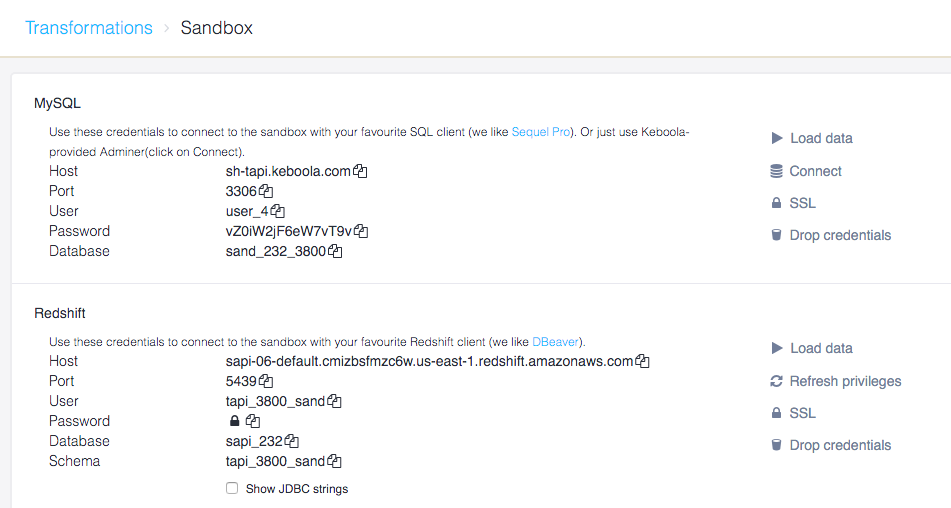 Transformations > Sandbox
MySQL
Use these credentials to connect to the sandbox with your favourite SQL client (we like Sequel Pro). Or just use Keboola-
provided Adminer(click on Connect).
Load data
Host sh-tapi.keboola.com
Connect
Port 3306
User user_4
SSL
Password vZ0iW2jF6eW7vT9v
Drop credentials
Database sand_232_3800
Redshift
Use these credentials to connect to the sandbox with your favourite Redshift client (we like DBeaver).
Load data
Host sapi-06-default.cmizbsfmzc6w.us-east-1.redshift.amazonaws.com
Port 5439
Refresh privileges
User tapi_3800_sand
SSL
Password
Database sapi_232
Drop credentials
Schema tapi_3800_sand
Show JDBC strings